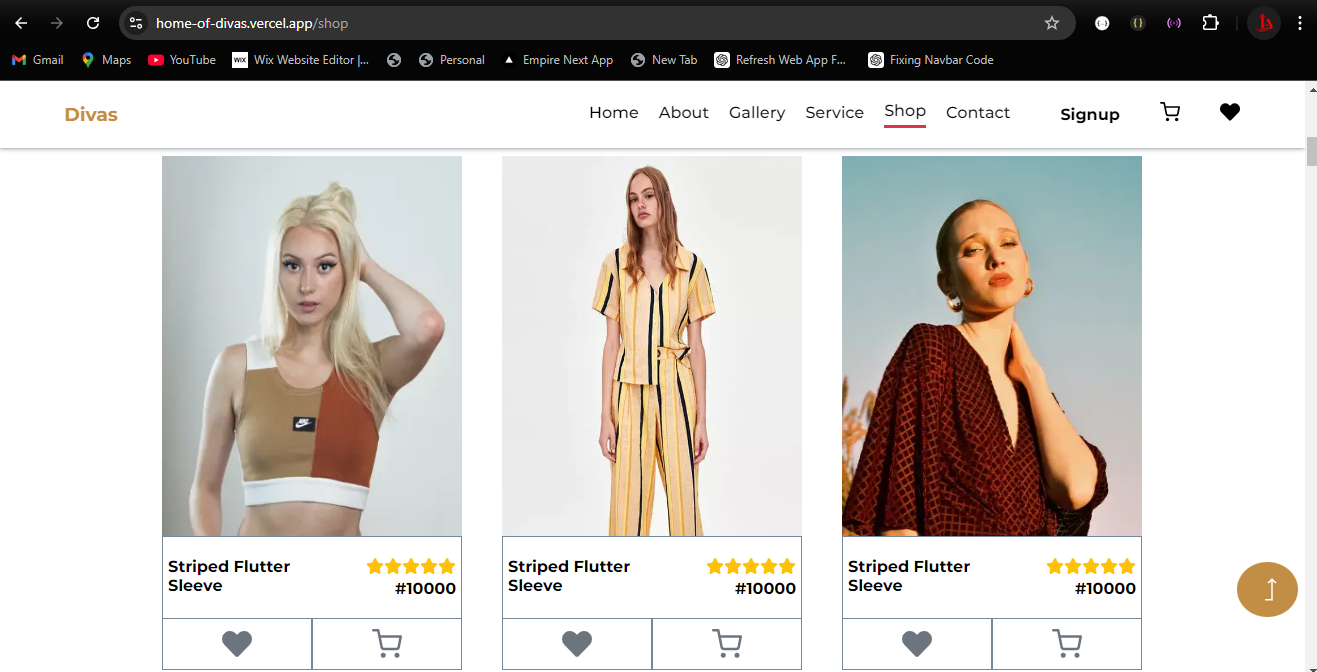 home-of-divas.vercel.app/shop
Gmail
Maps
YouTube
WIX Wix Website Editor |...
Personal
Empire Next App
New Tab
Refresh Web App F...
Fixing Navbar Code
Divas
Home
About
Gallery
Service
Shop
Contact
Signup
NIKE
Striped Flutter
Sleeve
#10000
Striped Flutter
Sleeve
#10000
Striped Flutter
Sleeve
#10000